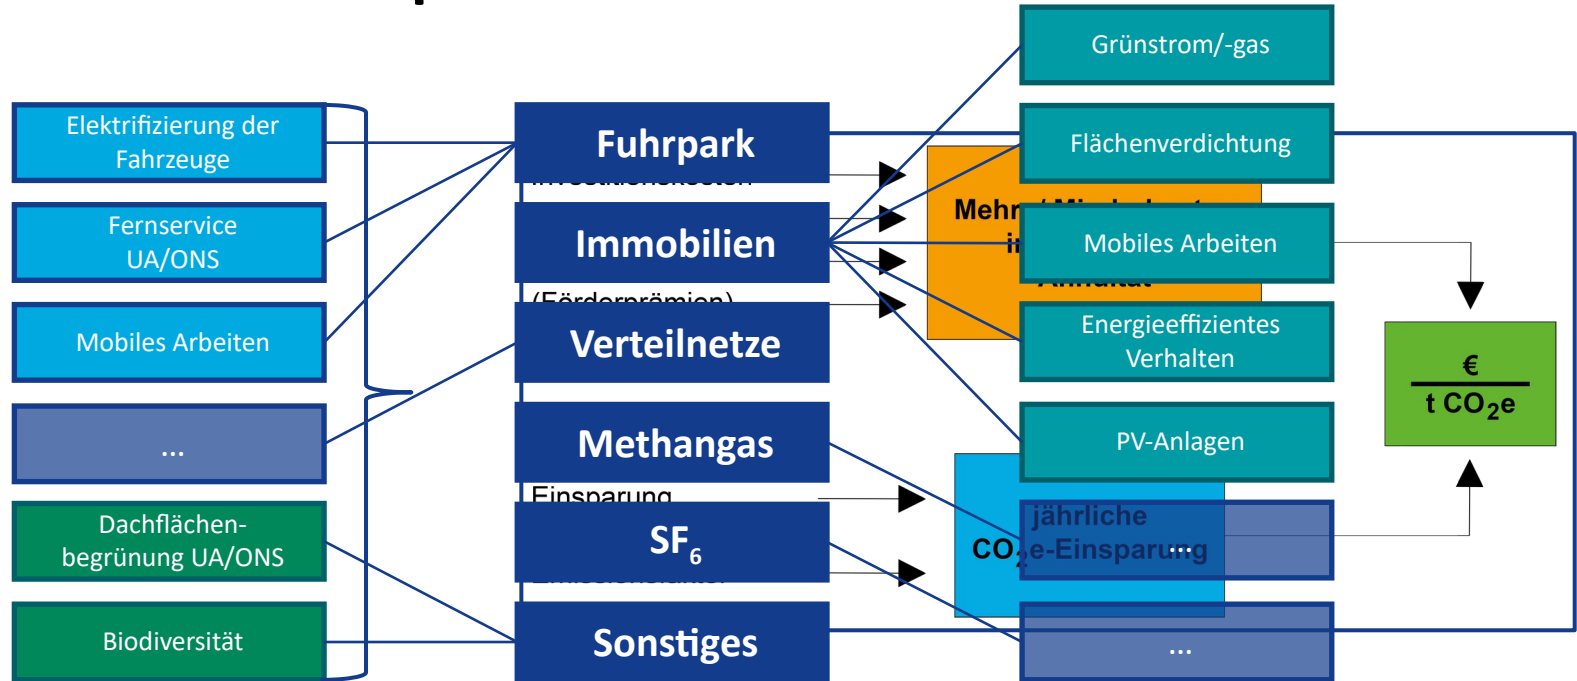 Elektrifizierung der
Fahrzeuge
Fernservice
UA/ONS
Mobiles Arbeiten
...
Dachflächen-
begrünung UA/ONS
Biodiversität
Fuhrpark
Immobilien
(Förderprämien)
Verteilnetze
Methangas
Einsparung
SF6
Sonstiges
Grünstrom/-gas
Flächenverdichtung
Mobiles Arbeiten
Energieeffizientes
Verhalten
PV-Anlagen
jährliche
...
CO2e-Einsparung
...
€
t CO2e